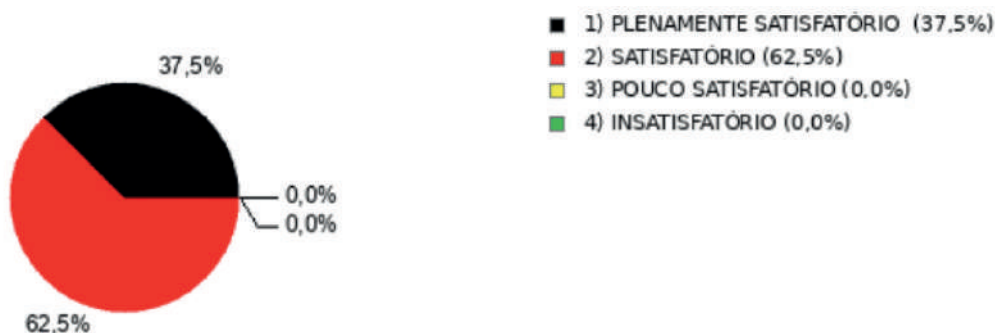 37,5%
0,0%
0,0%
62,5%
1) PLENAMENTE SATISFATÓRIO (37,5%)
2) SATISFATÓRIO (62,5%)
3) POUCO SATISFATÓRIO (0,0%)
4) INSATISFATÓRIO (0,0%)